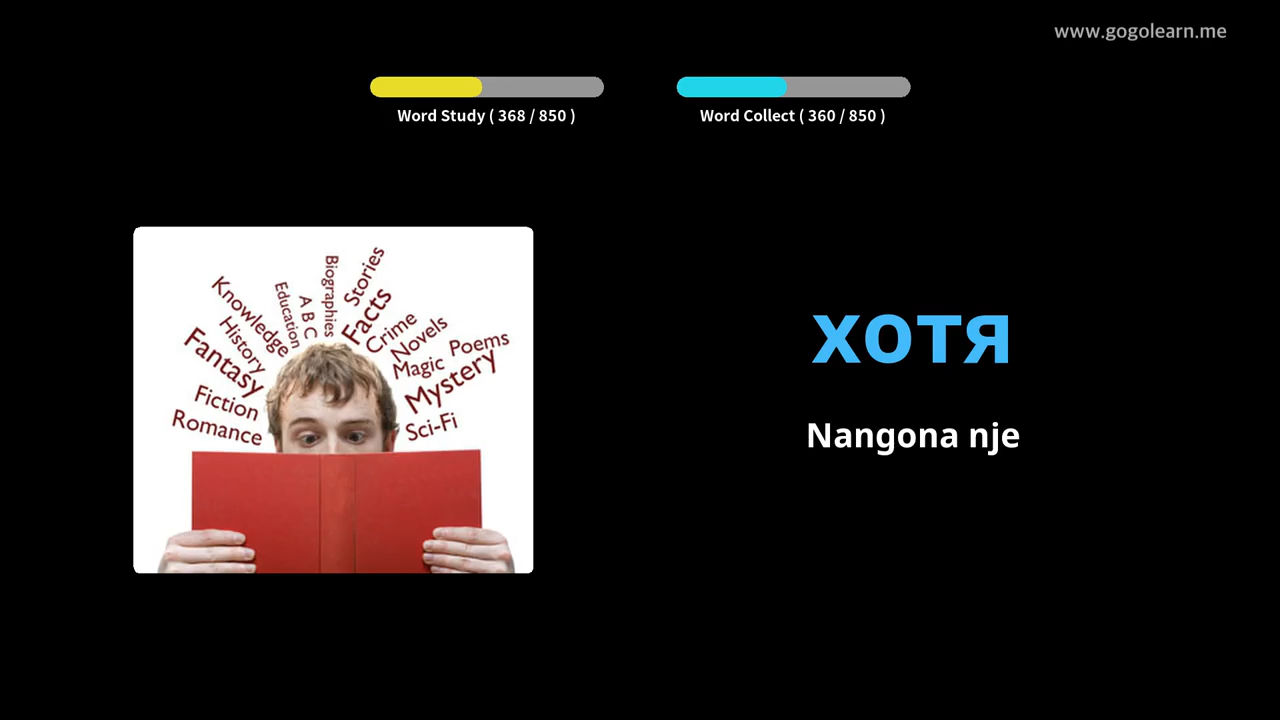 www.gogolearn.me
Word Study ( 368 / 850 )
Word Collect ( 360 / 850 )
Biographies
Stories
Education
A B C
Facts
Knowledge
History
Crime
Novels
Poems
Fantasy
Magic
Mystery
Fiction
Romance
Sci-Fi
хотя
Nangona nje